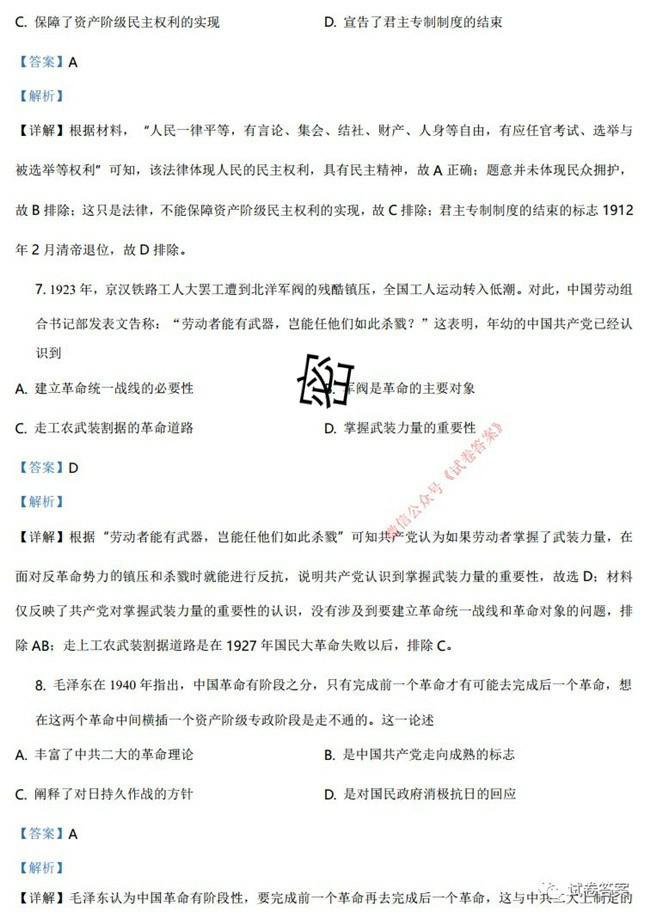 C. 保障了资产阶级民主权利的实现 D. 宣告了君主专制制度的结束
【答案】A
【解析】
【详解】根据材料，“人民一律平等，有言论、集会、结社、财产、人身等自由，有应任官考试、选举与
被选举等权利”可知，该法律体现人民的民主权利，具有民主精神，故A正确；题意并未体现民众拥护，
故B排除；这只是法律，不能保障资产阶级民主权利的实现，故C排除；君主专制制度的结束的标志1912
年2月清帝退位，故D排除。
7. 1923年，京汉铁路工人大罢工遭到北洋军阀的残酷镇压，全国工人运动转入低潮。对此，中国劳动组
合书记部发表文告称：“劳动者能有武器，岂能任他们如此杀戮？”这表明，年幼的中国共产党已经认
识到
A. 建立革命统一战线的必要性 军阀是革命的主要对象
密
C. 走工农武装割据的革命道路 D. 掌握武装力量的重要性
微信公众号《试卷答案》
【答案】D
【解析】
【详解】根据“劳动者能有武器，岂能任他们如此杀戮”可知共产党认为如果劳动者掌握了武装力量，在
面对反革命势力的镇压和杀戮时就能进行反抗，说明共产党认识到掌握武装力量的重要性，故选D；材料
仅反映了共产党对掌握武装力量的重要性的认识，没有涉及到要建立革命统一战线和革命对象的问题，排
除AB；走上工农武装割据道路是在1927年国民大革命失败以后，排除C。
8. 毛泽东在1940年指出，中国革命有阶段之分，只有完成前一个革命才有可能去完成后一个革命，想
在这两个革命中间横插一个资产阶级专政阶段是走不通的。这一论述
A. 丰富了中共二大的革命理论 B. 是中国共产党走向成熟的标志
C. 阐释了对日持久作战的方针 D. 是对国民政府消极抗日的回应
【答案】A
【解析】
【详解】毛泽东认为中国革命有阶段性，要完成前一个革命再去完成后一个革命，这与中共二大上制定的
试卷答案